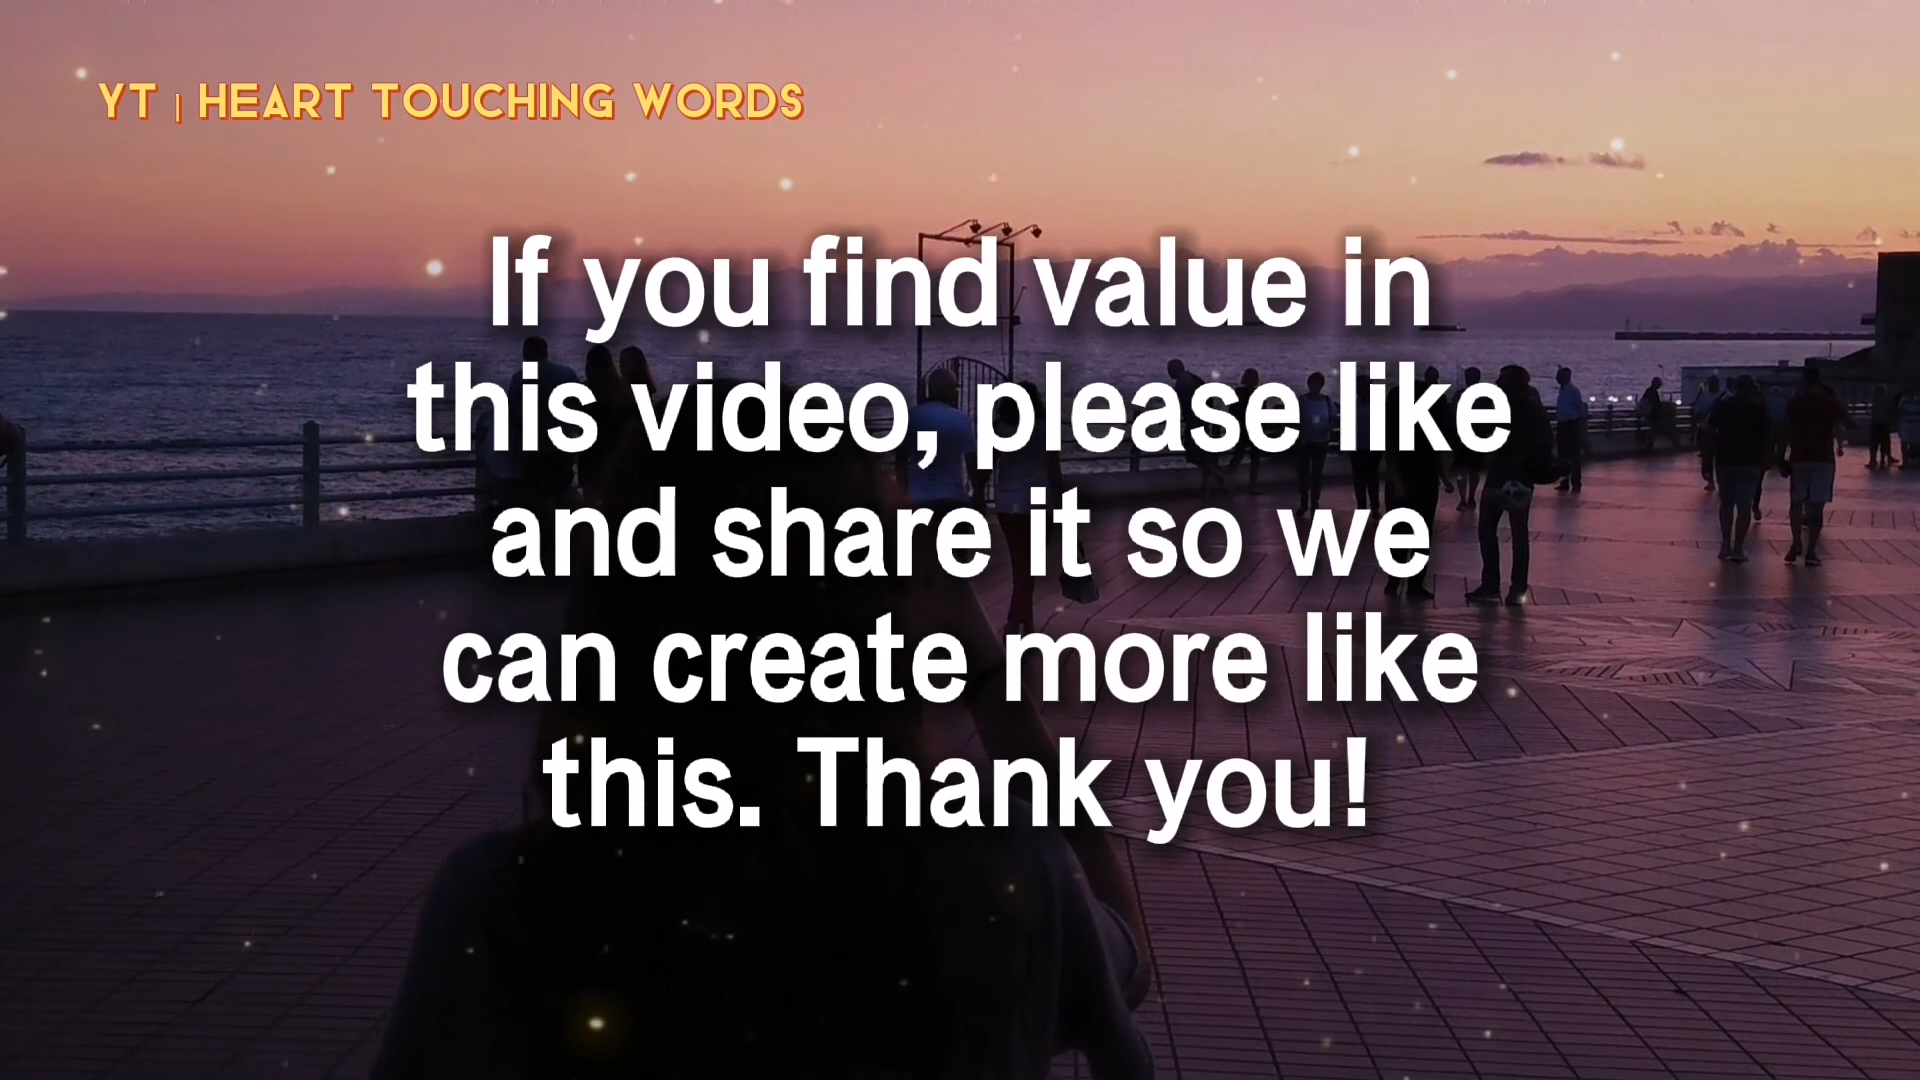 YT | HEART TOUCHING WORDS
If you find value in
this video, please like
and share it so we
can create more like
this. Thank you!